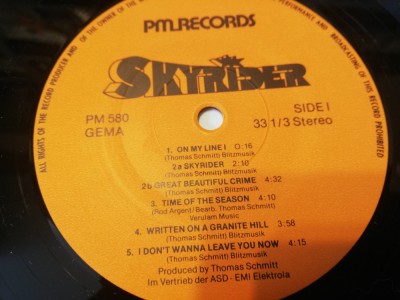 PM.RECORDS
ALL RIGHTS OF THE RECORD PRODUCER AND OF THE OWNER OF THE
PERFORMANCE AND BROADCASTING OF THIS RECORD PROHIBITED
SKYRIDER
PM 580
GEMA
SIDE I
33 1/3 Stereo
1. ON MY LINE I 0:16
(Thomas Schmitt) Blitzmusik
2a SKYRIDER 2:10
(Thomas Schmitt) Blitzmusik
2b GREAT BEAUTIFUL CRIME 4:32
(Thomas Schmitt) Blitzmusik
3. TIME OF THE SEASON 4:10
(Rod Argent/Bearb. Thomas Schmitt)
Verulam Music
4. WRITTEN ON A GRANITE HILL 3:58
(Thomas Schmitt) Blitzmusik
5. I DON'T WANNA LEAVE YOU NOW 4:15
(Thomas Schmitt) Blitzmusik
Produced by Thomas Schmitt
Im Vertrieb der ASD - EMI Elektrola